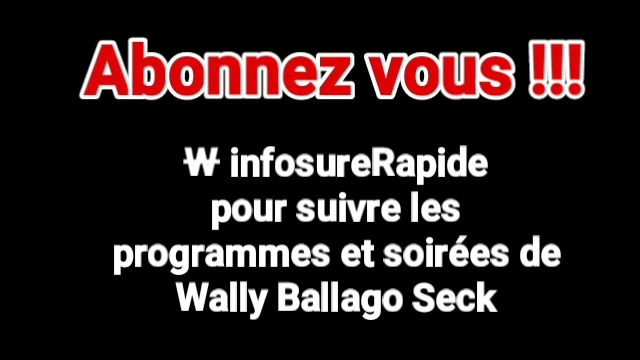 Abonnez vous !!!
₩ infosureRapide
pour suivre les
programmes et soirées de
Wally Ballago Seck